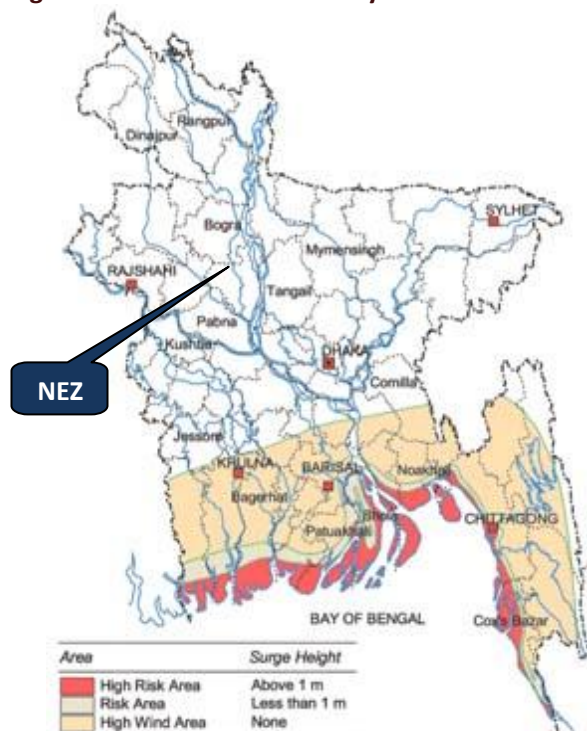 Rangpur
Dinajpur
Bogra
SYLHET
Mymensingh
RAJSHAHI
Tangail
Pabna
Kushtia
DHAKA
NEZ
Comilla
Jessore
KHULNA
BARISAL
Noakhali
Bagerhat
Bhola
CHITTAGONG
Patuakhali
BAY OF BENGAL
Cox's Bazar
Area Surge Height
High Risk Area Above 1 m
Risk Area Less than 1 m
High Wind Area None